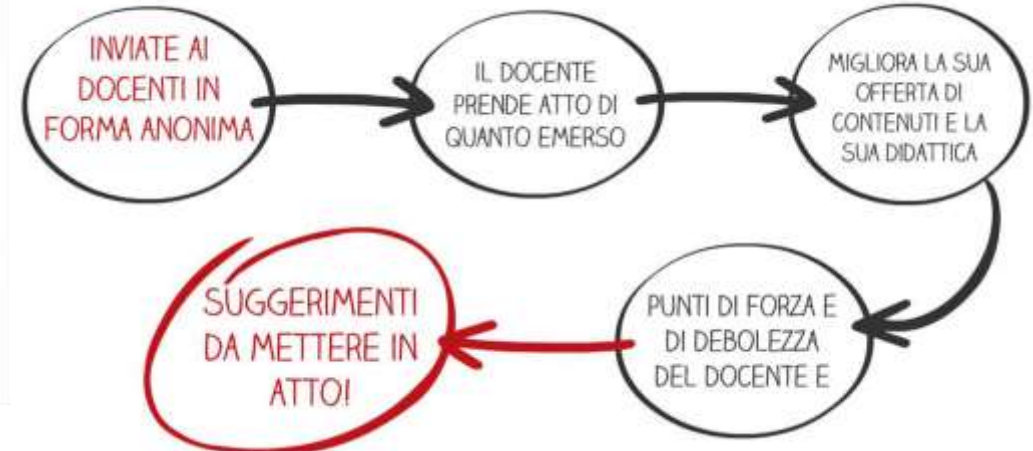 INVIATE AI
DOCENTI IN
FORMA ANONIMA
IL DOCENTE
PRENDE ATTO DI
QUANTO EMERSO
MIGLIORA LA SUA
OFFERTA DI
CONTENUTI E LA
SUA DIDATTICA
PUNTI DI FORZA E
DI DEBOLEZZA
DEL DOCENTE E
SUGGERIMENTI
DA METTERE IN
ATTO!